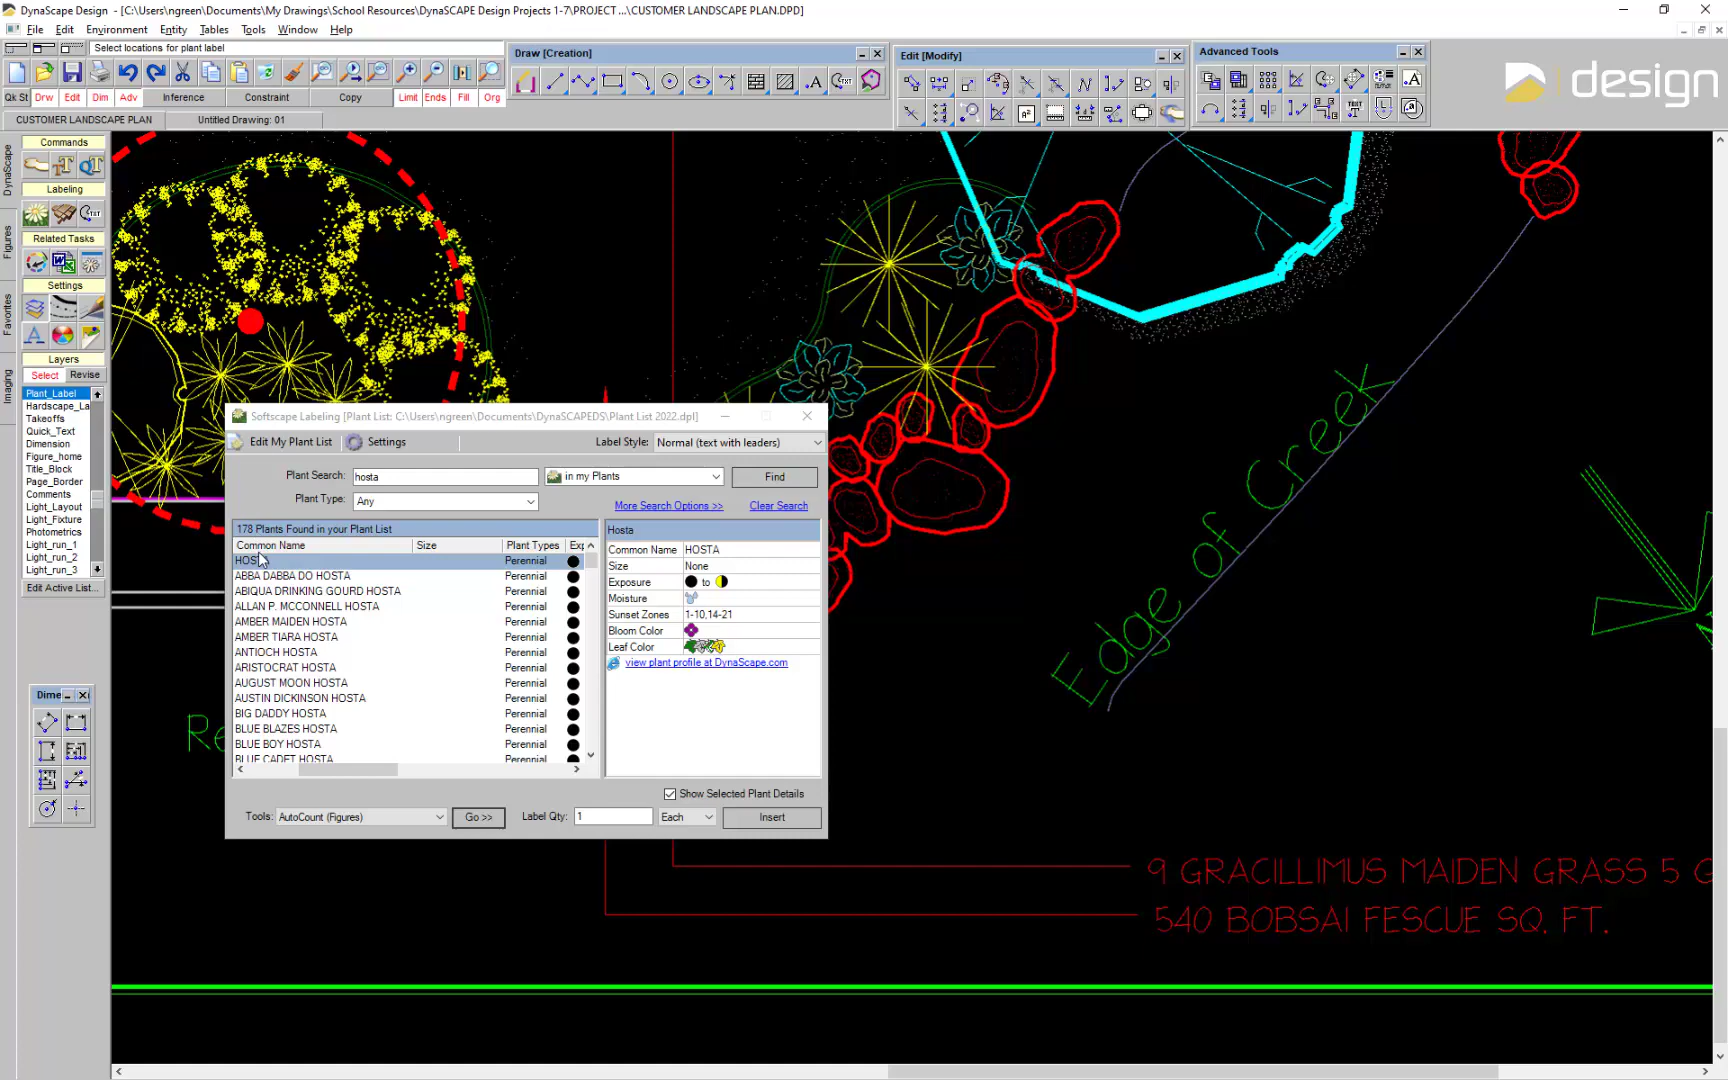 DynaScape Design - [C:\Users\ngreen\Documents\My Drawings\School Resources\DynaSCAPE Design Projects 1-7\PROJECT ...\CUSTOMER LANDSCAPE PLAN.DPD]
File Edit Environment Entity Tables Tools Window Help
Select locations for plant label
Draw [Creation]
Edit [Modify]
Advanced Tools
design
Qk St Drw Edit Dim Adv Inference Constraint Copy Limit Ends Fill Org
CUSTOMER LANDSCAPE PLAN Untitled Drawing: 01
DynaScape
Figures
Favorites
Imaging
Commands
Labeling
Related Tasks
Settings
Layers
Select Revise
Plant_Label
Hardscape_La
Takeoffs
Quick_Text
Dimension
Figure_home
Title_Block
Page_Border
Comments
Light_Layout
Light_Fixture
Photometrics
Light_run_1
Light_run_2
Light_run_3
Edit Active List...
Dime
Re
Softscape Labeling [Plant List: C:\Users\ngreen\Documents\DynaSCAPEDS\Plant List 2022.dpl]
Edit My Plant List Settings Label Style: Normal (text with leaders)
Plant Search: hosta in my Plants Find
Plant Type: Any More Search Options >> Clear Search
178 Plants Found in your Plant List
Common Name Size Plant Types Exp
HOSTA Perennial
ABBA DABBA DO HOSTA Perennial
ABIQUA DRINKING GOURD HOSTA Perennial
ALLAN P. MCCONNELL HOSTA Perennial
AMBER MAIDEN HOSTA Perennial
AMBER TIARA HOSTA Perennial
ANTIOCH HOSTA Perennial
ARISTOCRAT HOSTA Perennial
AUGUST MOON HOSTA Perennial
AUSTIN DICKINSON HOSTA Perennial
BIG DADDY HOSTA Perennial
BLUE BLAZES HOSTA Perennial
BLUE BOY HOSTA Perennial
BLUE CADET HOSTA Perennial
Hosta
Common Name HOSTA
Size None
Exposure to
Moisture
Sunset Zones 1-10,14-21
Bloom Color
Leaf Color
view plant profile at DynaScape.com
Show Selected Plant Details
Tools: AutoCount (Figures) Go >> Label Qty: 1 Each Insert
Edge of Creek
9 GRACILLIMUS MAIDEN GRASS 5 G
540 BOBSAI FESCUE SQ. FT.